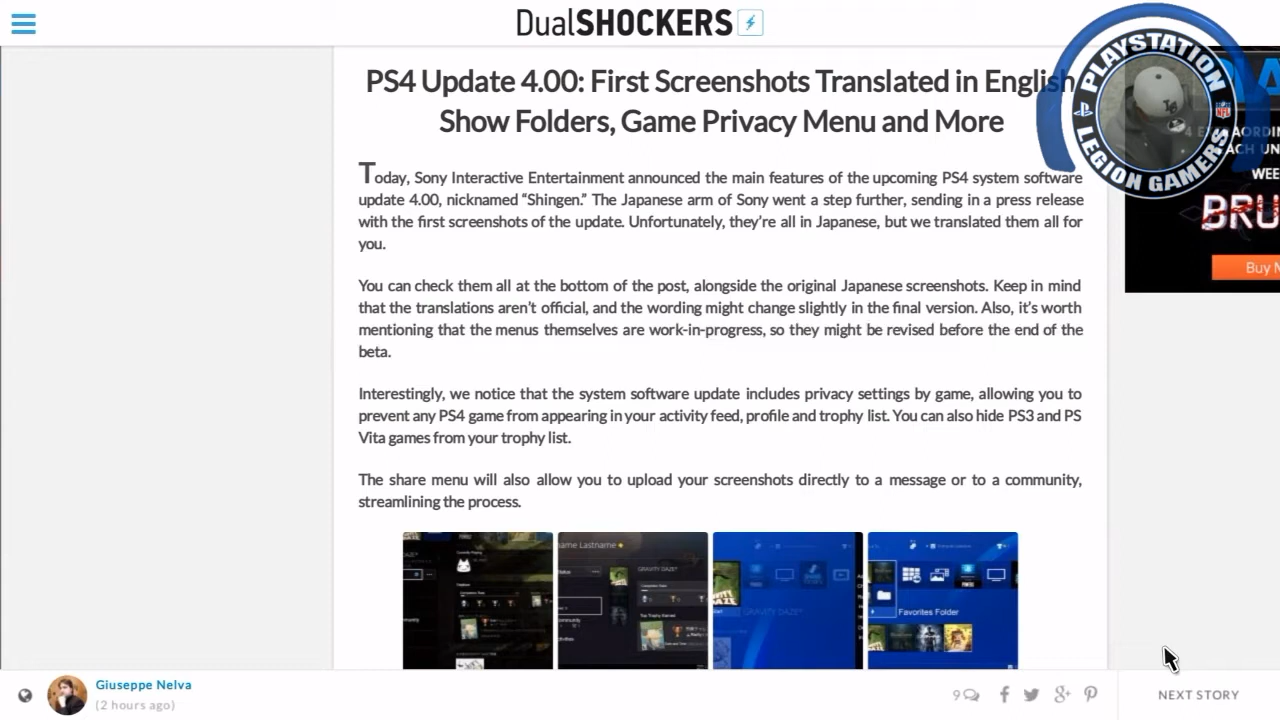 DualSHOCKERS
PS4 Update 4.00: First Screenshots Translated in English
Show Folders, Game Privacy Menu and More
PLAYSTATION
LEGION GAMERS
NFL
Today, Sony Interactive Entertainment announced the main features of the upcoming PS4 system software
update 4.00, nicknamed “Shingen.” The Japanese arm of Sony went a step further, sending in a press release
with the first screenshots of the update. Unfortunately, they’re all in Japanese, but we translated them all for
you.
WEE
BRU
Buy
You can check them all at the bottom of the post, alongside the original Japanese screenshots. Keep in mind
that the translations aren’t official, and the wording might change slightly in the final version. Also, it’s worth
mentioning that the menus themselves are work-in-progress, so they might be revised before the end of the
beta.
Interestingly, we notice that the system software update includes privacy settings by game, allowing you to
prevent any PS4 game from appearing in your activity feed, profile and trophy list. You can also hide PS3 and PS
Vita games from your trophy list.
The share menu will also allow you to upload your screenshots directly to a message or to a community,
streamlining the process.
ame Lastname
GRAVITY DAZE
GRAVITY DAZE
Favorites Folder
Giuseppe Nelva
(2 hours ago)
9
NEXT STORY